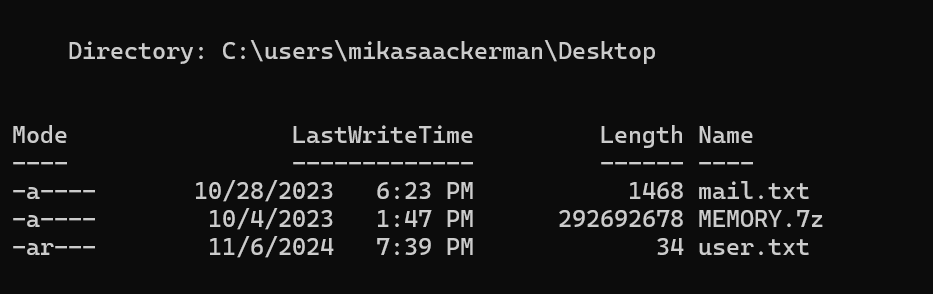 Directory: C:\users\mikasaackerman\Desktop
Mode                LastWriteTime         Length Name
----                -------------         ------ ----
-a----       10/28/2023   6:23 PM           1468 mail.txt
-a----        10/4/2023   1:47 PM      292692678 MEMORY.7z
-ar---        11/6/2024   7:39 PM             34 user.txt